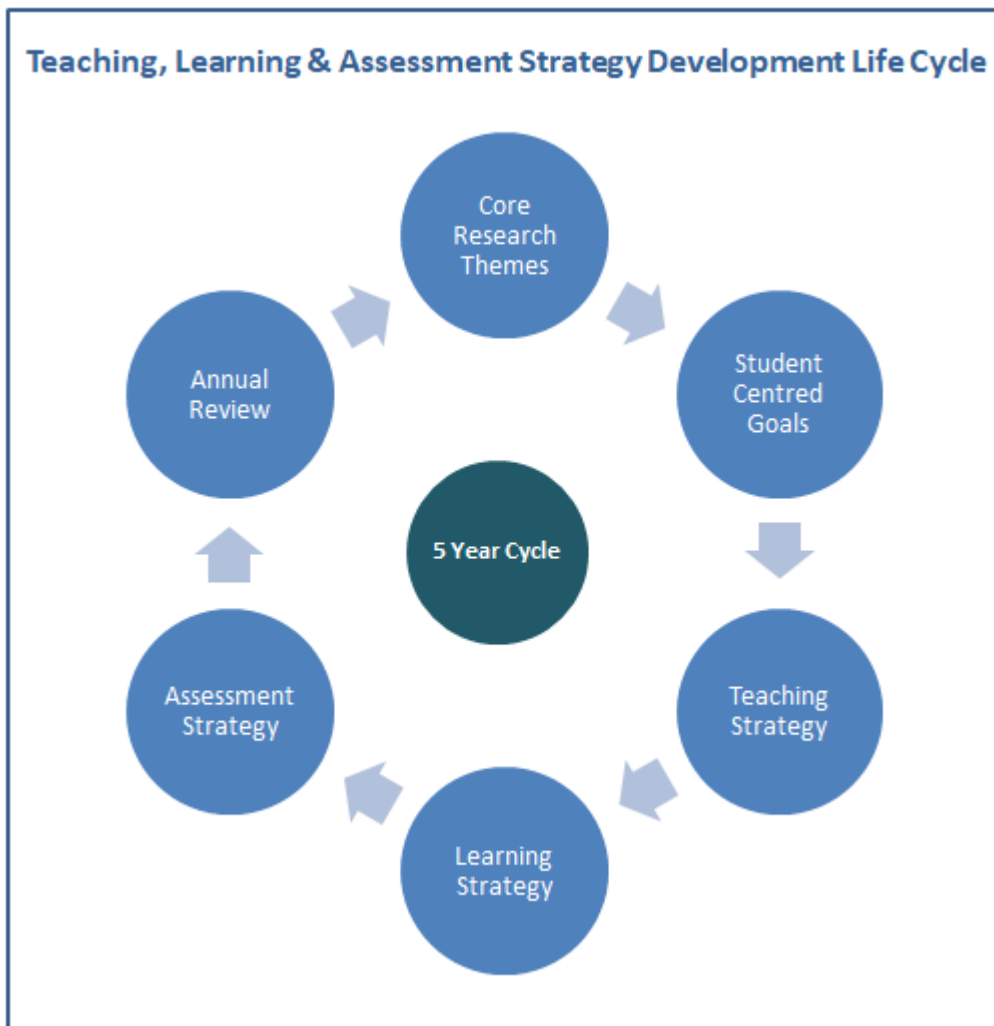 Teaching, Learning & Assessment Strategy Development Life Cycle
Core
Research
Themes
Student
Centred
Goals
Teaching
Strategy
Learning
Strategy
Assessment
Strategy
Annual
Review
5 Year Cycle